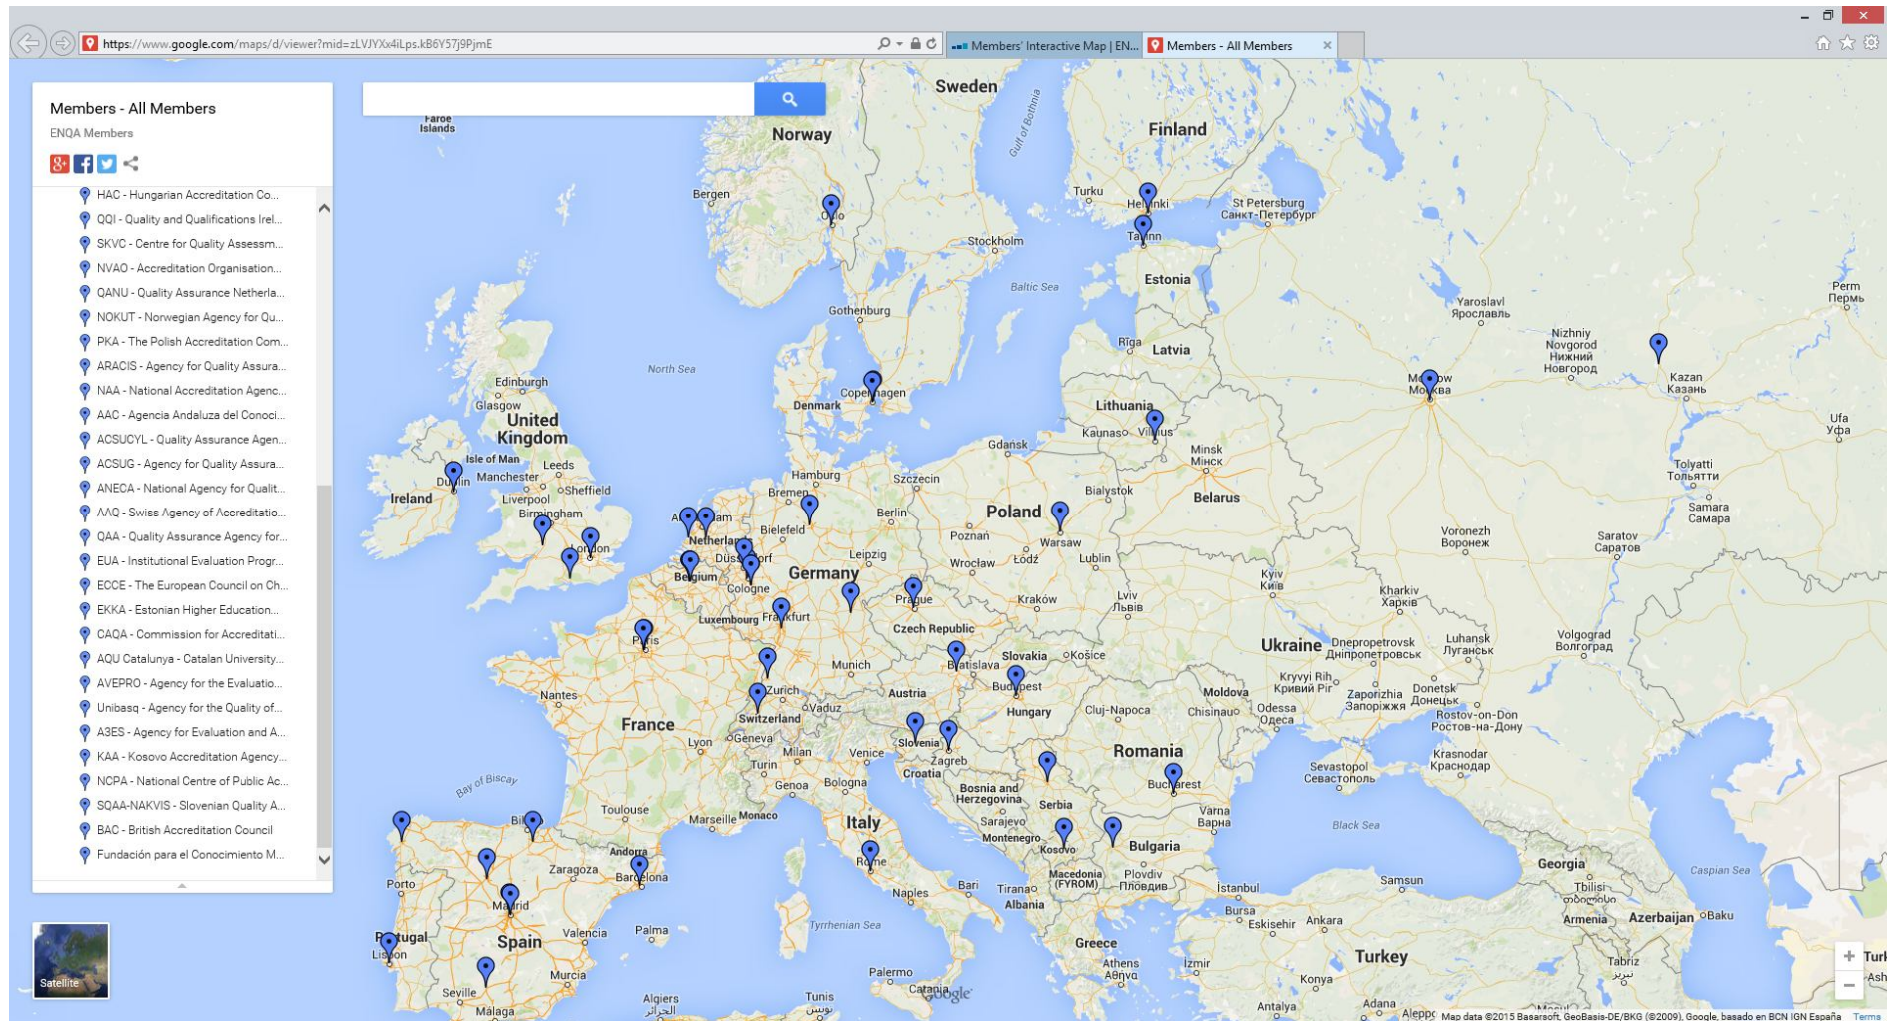 https://www.google.com/maps/d/viewer?mid=zLVJYXx4iLps.kB6Y57j9PjmE
Members' Interactive Map | EN...
Members - All Members
Members - All Members
ENQA Members
HAC - Hungarian Accreditation Co...
QQI - Quality and Qualifications Irel...
SKVC - Centre for Quality Assessm...
NVAO - Accreditation Organisation...
QANU - Quality Assurance Netherla...
NOKUT - Norwegian Agency for Qu...
PKA - The Polish Accreditation Com...
ARACIS - Agency for Quality Assura...
NAA - National Accreditation Agenc...
AAC - Agencia Andaluza del Conoci...
ACSUCYL - Quality Assurance Agen...
ACSUG - Agency for Quality Assura...
ANECA - National Agency for Qualit...
AAQ - Swiss Agency of Accreditatio...
QAA - Quality Assurance Agency for...
EUA - Institutional Evaluation Progr...
ECCE - The European Council on Ch...
EKKA - Estonian Higher Education...
CAQA - Commission for Accreditati...
AQU Catalunya - Catalan University...
AVEPRO - Agency for the Evaluatio...
Unibasq - Agency for the Quality of...
A3ES - Agency for Evaluation and A...
KAA - Kosovo Accreditation Agency...
NCPA - National Centre of Public Ac...
SQAA-NAKVIS - Slovenian Quality A...
BAC - British Accreditation Council
Fundación para el Conocimiento M...
Satellite
Faroe
Islands
Sweden
Norway
Finland
Gulf of Bothnia
Bergen
Turku
St Petersburg
Санкт-Петербург
Stockholm
Estonia
Baltic Sea
Gothenburg
Yaroslavl
Ярославль
Perm
Пермь
Nizhniy
Novgorod
Нижний
Новгород
Rīga
Latvia
North Sea
Edinburgh
Glasgow
United
Kingdom
Denmark
Kazan
Казань
Lithuania
Kaunas
Ufa
Уфа
Gdańsk
Minsk
Минск
Isle of Man
Manchester
Leeds
Liverpool
Sheffield
Birmingham
Ireland
Hamburg
Bremen
Szczecin
Bialystok
Belarus
Tolyatti
Тольятти
Samara
Самара
Berlin
Poland
Bielefeld
Poznań
Warsaw
Voronezh
Воронеж
Saratov
Саратов
Leipzig
Wrocław
Łódź
Lublin
Belgium
Cologne
Germany
Kyiv
Київ
Kharkiv
Харків
Kraków
Lviv
Львів
Luxembourg
Czech Republic
Ukraine
Dnepropetrovsk
Дніпропетровськ
Luhansk
Луганськ
Volgograd
Волгоград
Slovakia
Košice
Munich
Nantes
Zurich
Austria
Vaduz
Switzerland
Hungary
Cluj-Napoca
Moldova
Chisinau
Kryvyi Rih
Кривий Ріг
Zaporizhia
Запоріжжя
Donetsk
Донецьк
Odessa
Одеса
Rostov-on-Don
Ростов-на-Дону
France
Lyon
Geneva
Milan
Venice
Slovenia
Zagreb
Croatia
Romania
Turin
Genoa
Bologna
Krasnodar
Краснодар
Sevastopol
Севастополь
Bay of Biscay
Bosnia and
Herzegovina
Serbia
Bucharest
Toulouse
Marseille
Monaco
Italy
Sarajevo
Montenegro
Kosovo
Varna
Варна
Black Sea
Bulgaria
Andorra
Zaragoza
Georgia
Caspian Sea
Porto
Macedonia
(FYROM)
Plovdiv
Пловдив
Tbilisi
თბილისი
Naples
Bari
Tirana
Albania
İstanbul
Samsun
Armenia
Azerbaijan
Baku
Bursa
Eskisehir
Ankara
Tyrrhenian Sea
Palma
Valencia
Spain
Greece
Turkey
Athens
Αθήνα
İzmir
Konya
Tabriz
تبریز
Palermo
Catania
Google
Murcia
Seville
Málaga
Algiers
الجزائر
Tunis
Antalya
Adana
Map data ©2015 Basarsoft, GeoBasis-DE/BKG (©2009), Google, basado en BCN IGN España
Terms